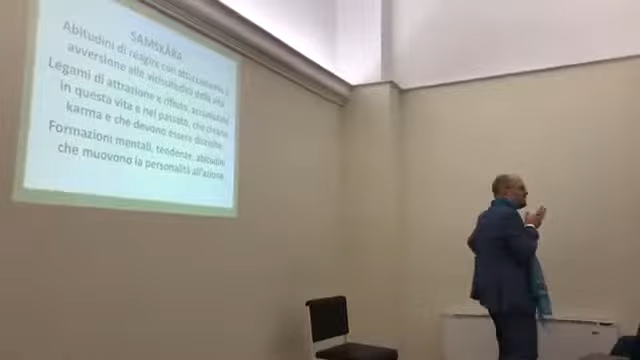 SAMSKĀRA
Abitudini di reagire con attaccamento o
avversione alle vicissitudini della vita
Legami di attrazione x rifiuto, accumulati
in questa vita e nel passato, che creano
karma e che devono essere disciolte
Formazioni mentali, tendenze, abitudini
che muovono la personalità all'azione